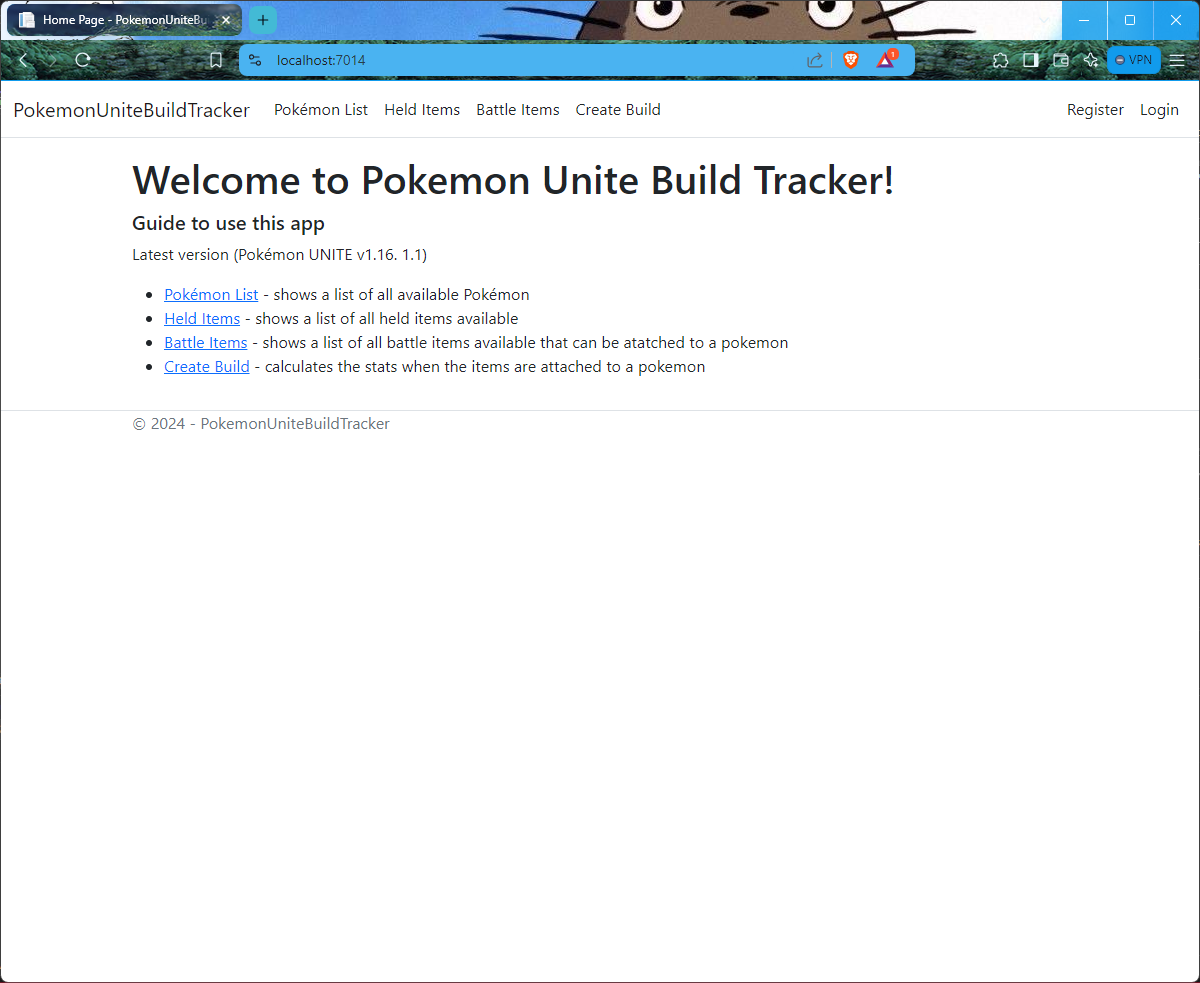 Home Page - PokemonUniteBu
localhost:7014
1
VPN
PokemonUniteBuildTracker Pokémon List Held Items Battle Items Create Build Register Login
Welcome to Pokemon Unite Build Tracker!
Guide to use this app
Latest version (Pokémon UNITE v1.16. 1.1)
Pokémon List - shows a list of all available Pokémon
Held Items - shows a list of all held items available
Battle Items - shows a list of all battle items available that can be atatched to a pokemon
Create Build - calculates the stats when the items are attached to a pokemon
© 2024 - PokemonUniteBuildTracker